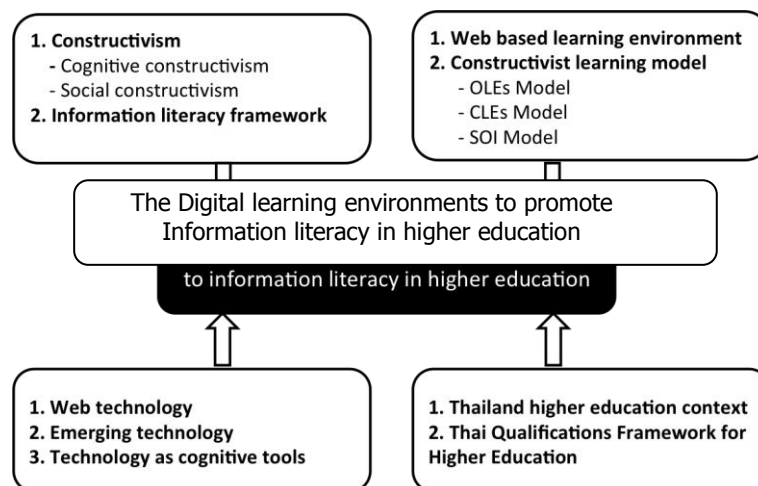 1. Constructivism
- Cognitive constructivism
- Social constructivism
2. Information literacy framework
1. Web based learning environment
2. Constructivist learning model
- OLEs Model
- CLEs Model
- SOI Model
The Digital learning environments to promote
Information literacy in higher education
to information literacy in higher education
1. Web technology
2. Emerging technology
3. Technology as cognitive tools
1. Thailand higher education context
2. Thai Qualifications Framework for
Higher Education